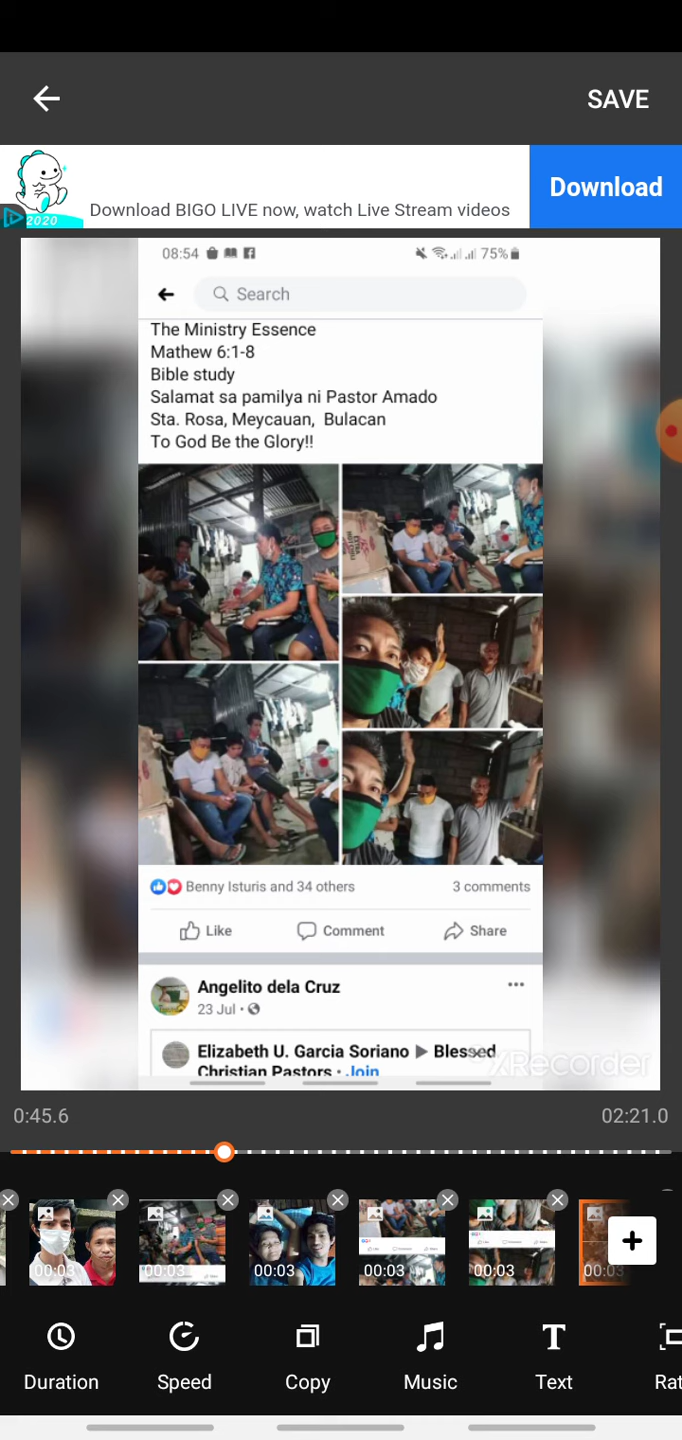 SAVE
2020
Download BIGO LIVE now, watch Live Stream videos
Download
08:54
75%
Search
The Ministry Essence
Mathew 6:1-8
Bible study
Salamat sa pamilya ni Pastor Amado
Sta. Rosa, Meycauan, Bulacan
To God Be the Glory!!
Benny Isturis and 34 others
3 comments
Like
Comment
Share
Angelito dela Cruz
23 Jul
Elizabeth U. Garcia Soriano ▶ Blessed
Christian Pastors · Join
XRecorder
0:45.6
02:21.0
00:03
00:03
00:03
00:03
00:03
00:03
Duration
Speed
Copy
Music
Text
Rat